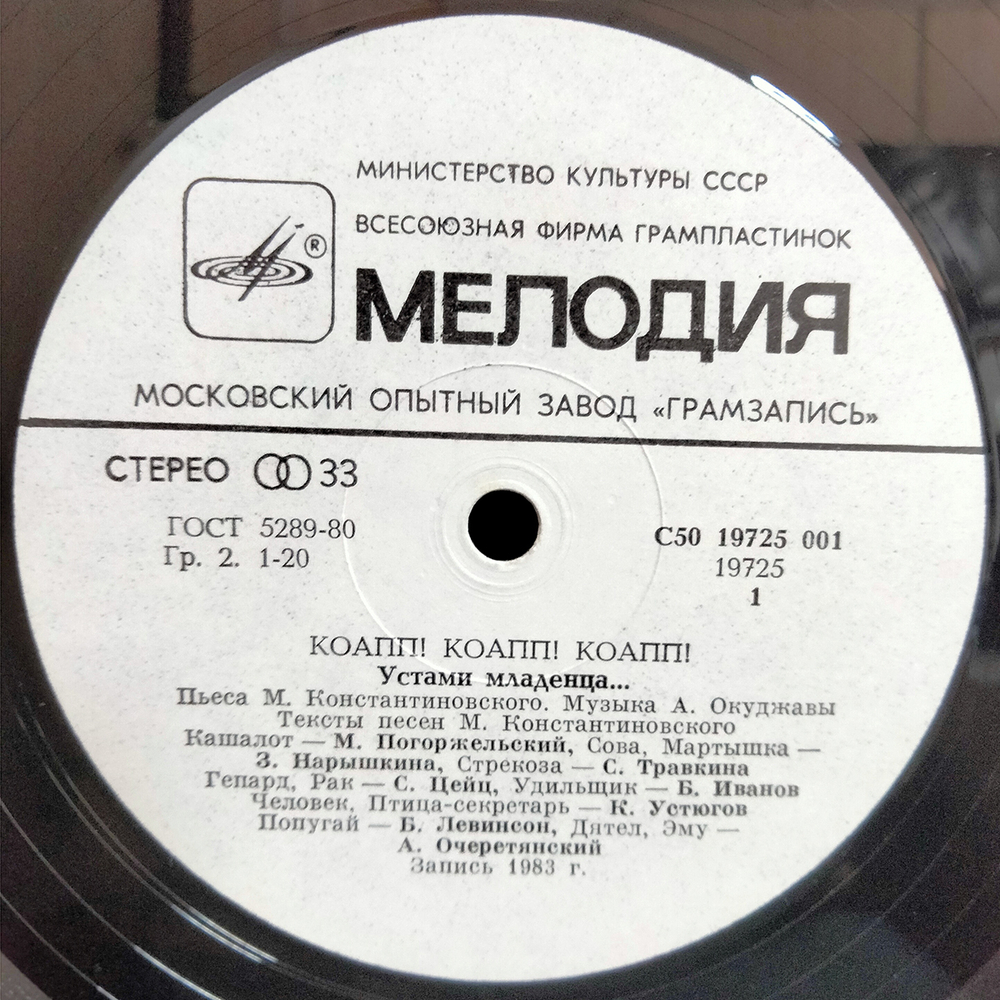 МИНИСТЕРСТВО КУЛЬТУРЫ СССР
ВСЕСОЮЗНАЯ ФИРМА ГРАМПЛАСТИНОК
®
МЕЛОДИЯ
МОСКОВСКИЙ ОПЫТНЫЙ ЗАВОД «ГРАМЗАПИСЬ»
СТЕРЕО 33
ГОСТ 5289-80
Гр. 2. 1-20
С50 19725 001
19725
1
КОАПП! КОАПП! КОАПП!
Устами младенца...
Пьеса М. Константиновского. Музыка А. Окуджавы
Тексты песен М. Константиновского
Кашалот — М. Погоржельский, Сова, Мартышка —
З. Нарышкина, Стрекоза — С. Травкина
Гепард, Рак — С. Цейц, Удильщик — Б. Иванов
Человек, Птица-секретарь — К. Устюгов
Попугай — Б. Левинсон, Дятел, Эму —
А. Очеретянский
Запись 1983 г.